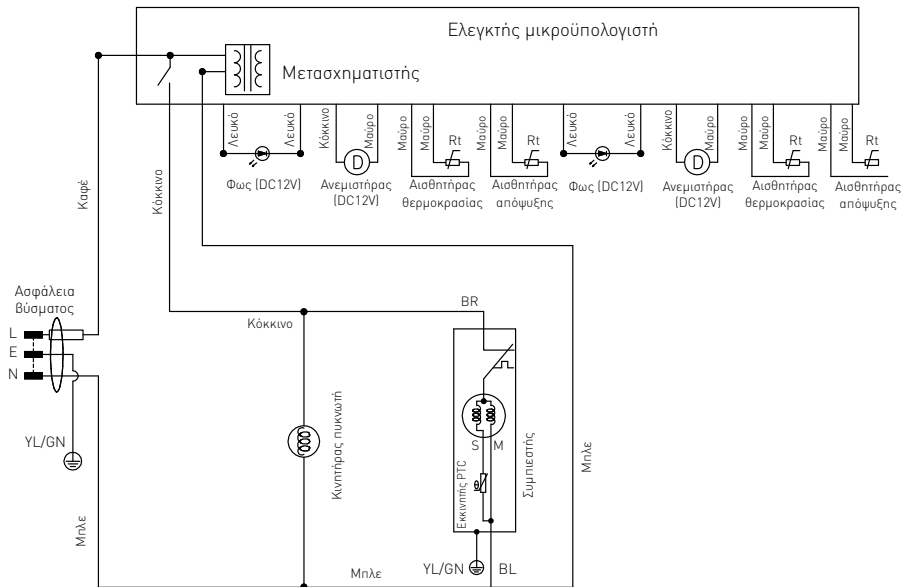 Ελεγκτής μικροϋπολογιστή
Μετασχηματιστής
Λευκό
Λευκό
Κόκκινο
Μαύρο
Μαύρο
Μαύρο
Μαύρο
Μαύρο
Λευκό
Λευκό
Κόκκινο
Μαύρο
Μαύρο
Μαύρο
Μαύρο
Μαύρο
Rt
Rt
Rt
Rt
D
D
Φως (DC12V)
Ανεμιστήρας
(DC12V)
Αισθητήρας
θερμοκρασίας
Αισθητήρας
απόψυξης
Φως (DC12V)
Ανεμιστήρας
(DC12V)
Αισθητήρας
θερμοκρασίας
Αισθητήρας
απόψυξης
Καφέ
Κόκκινο
Ασφάλεια
βύσματος
L
E
N
YL/GN
Κόκκινο
BR
Κινητήρας πυκνωτή
S
M
Εκκινητής PTC
Συμπιεστής
Μπλε
Μπλε
Μπλε
YL/GN
BL